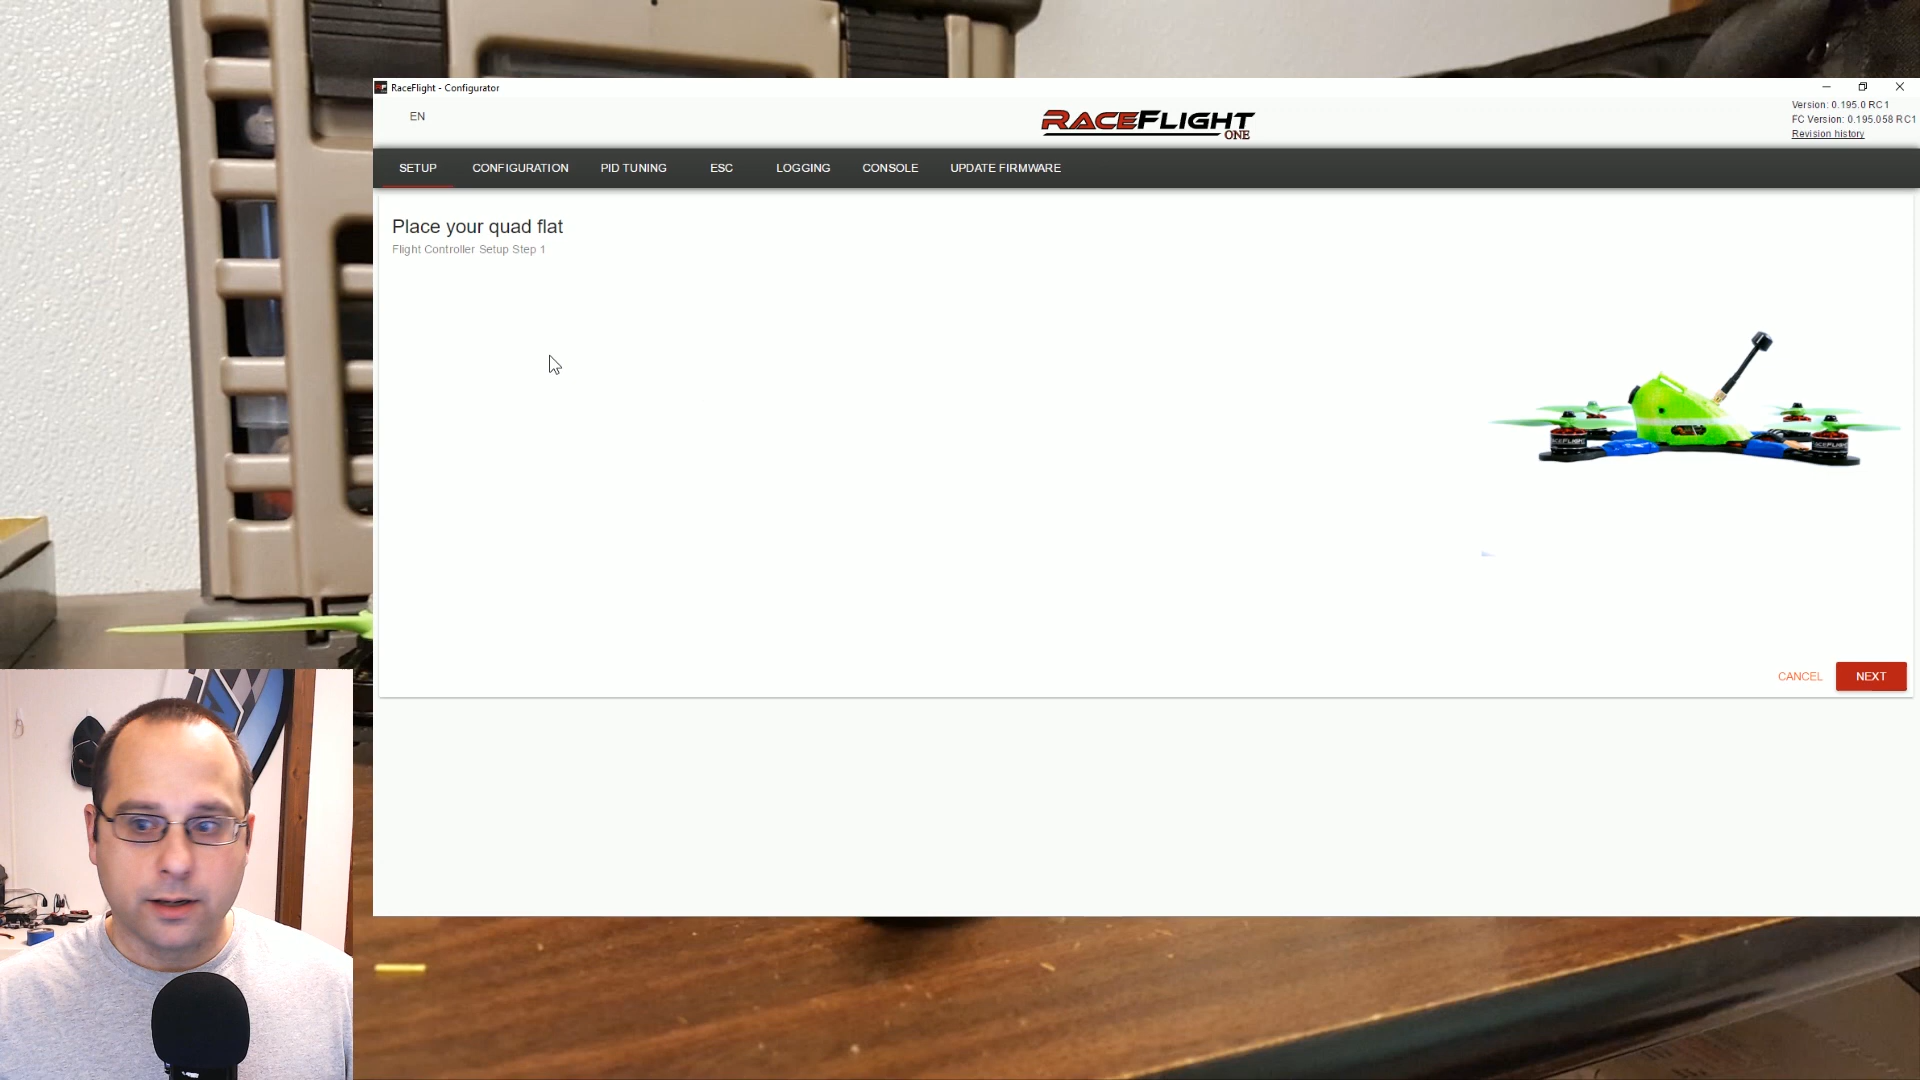 RaceFlight - Configurator
EN
RACEFLIGHT
ONE
Version: 0.195.0 RC1
FC Version: 0.195.058 RC1
Revision history
SETUP CONFIGURATION PID TUNING ESC LOGGING CONSOLE UPDATE FIRMWARE
Place your quad flat
Flight Controller Setup Step 1
CANCEL NEXT